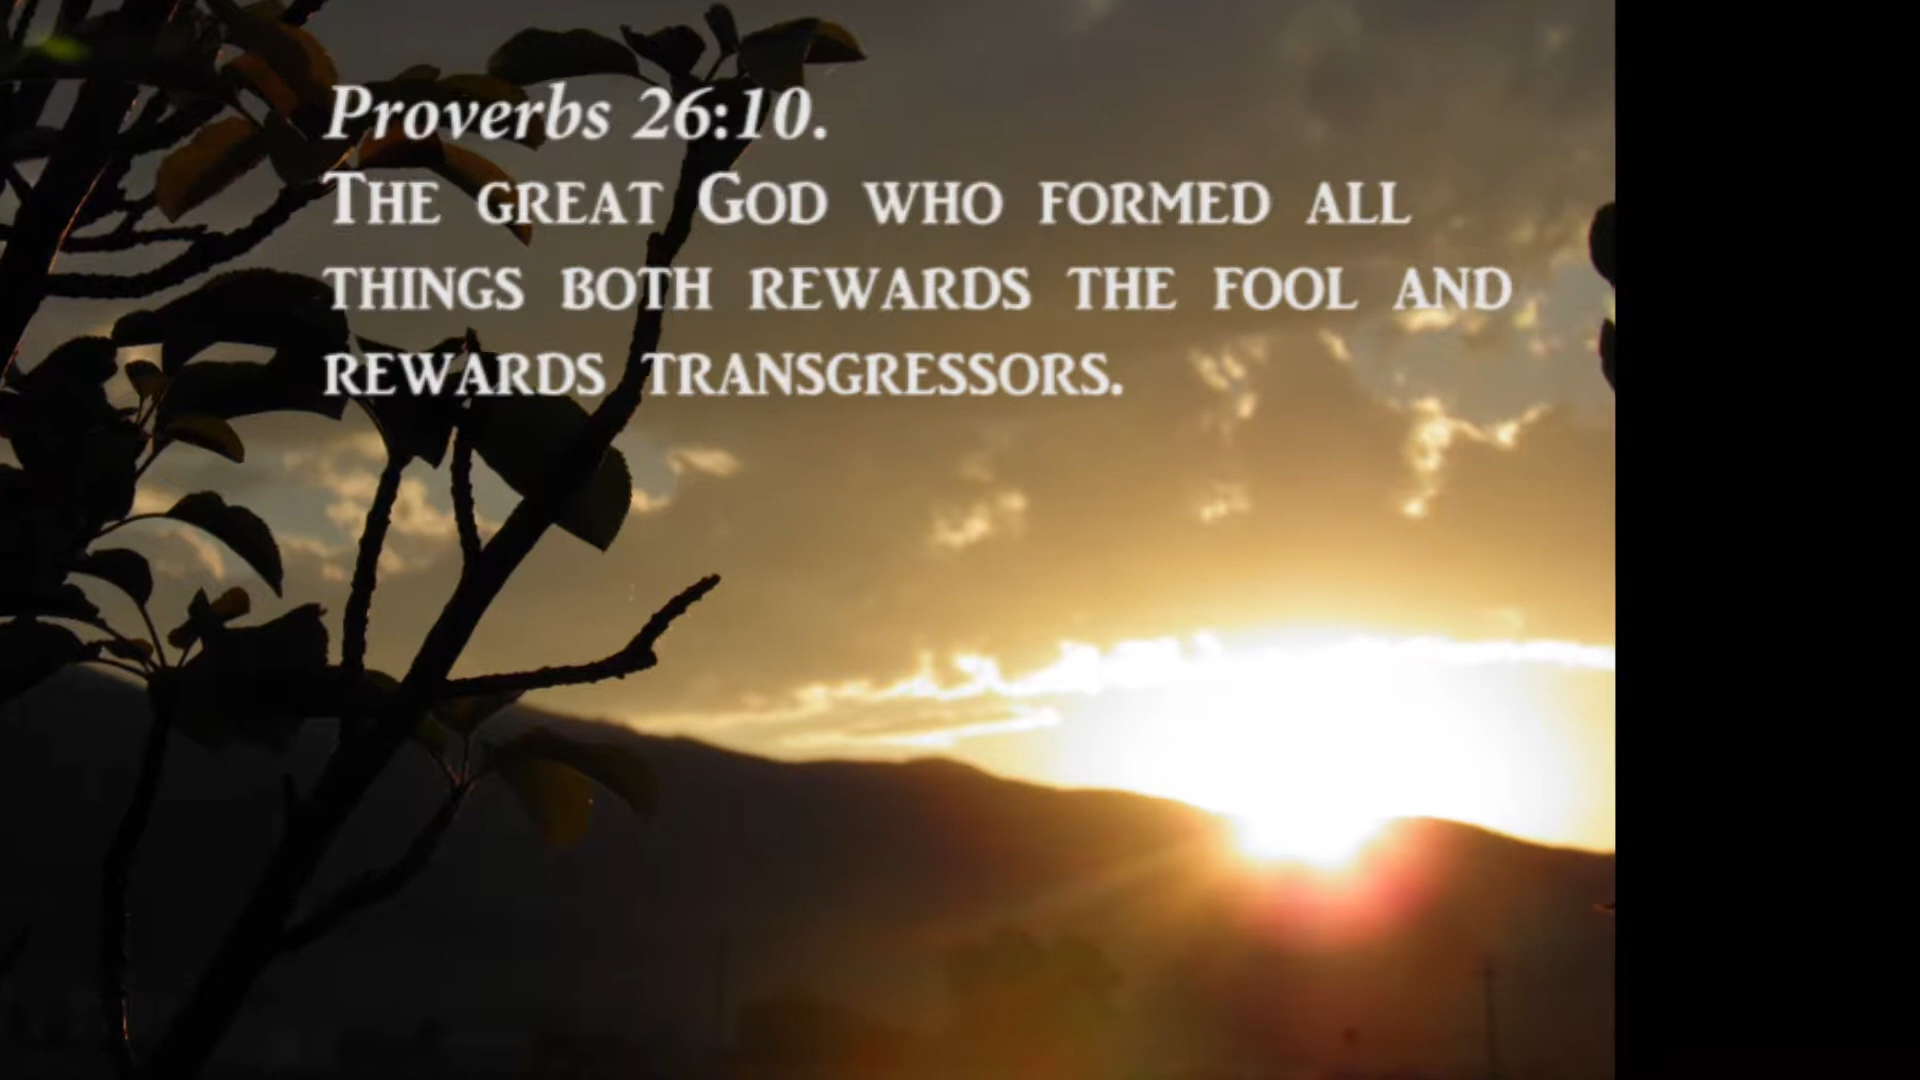 Proverbs 26:10.
The great God who formed all
things both rewards the fool and
rewards transgressors.